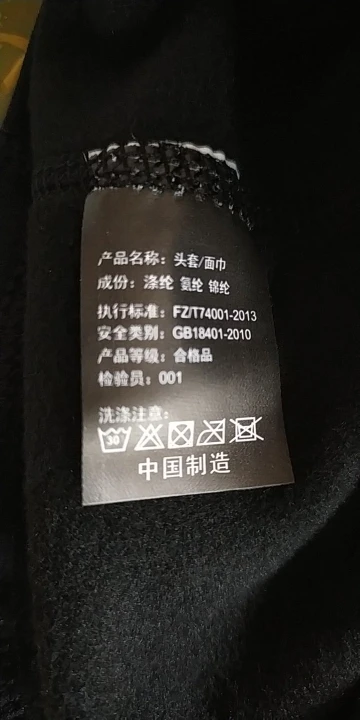 产品名称：头套/面巾
成份：涤纶 氨纶 锦纶
执行标准：FZ/T74001-2013
安全类别：GB18401-2010
产品等级：合格品
检验员：001
洗涤注意：
30
中国制造